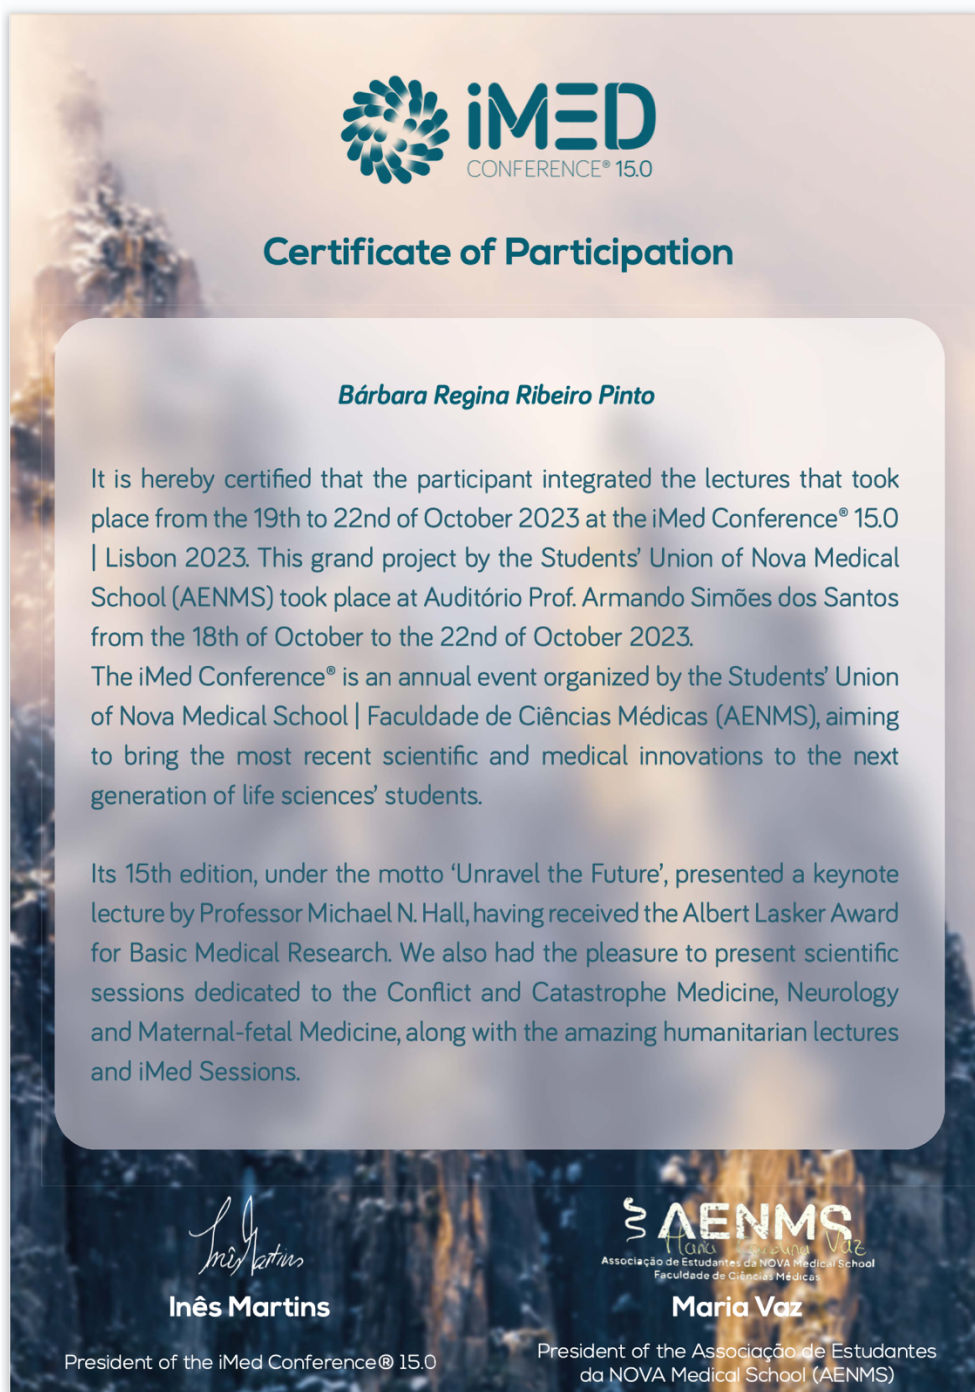 iMED
CONFERENCE® 15.0
Certificate of Participation
Bárbara Regina Ribeiro Pinto
It is hereby certified that the participant integrated the lectures that took
place from the 19th to 22nd of October 2023 at the iMed Conference® 15.0
| Lisbon 2023. This grand project by the Students’ Union of Nova Medical
School (AENMS) took place at Auditório Prof. Armando Simões dos Santos
from the 18th of October to the 22nd of October 2023.
The iMed Conference® is an annual event organized by the Students’ Union
of Nova Medical School | Faculdade de Ciências Médicas (AENMS), aiming
to bring the most recent scientific and medical innovations to the next
generation of life sciences’ students.
Its 15th edition, under the motto ‘Unravel the Future’, presented a keynote
lecture by Professor Michael N. Hall, having received the Albert Lasker Award
for Basic Medical Research. We also had the pleasure to present scientific
sessions dedicated to the Conflict and Catastrophe Medicine, Neurology
and Maternal-fetal Medicine, along with the amazing humanitarian lectures
and iMed Sessions.
Inês Martins
Inês Martins
President of the iMed Conference® 15.0
AENMS
Maria Carolina Vaz
Associação de Estudantes da NOVA Medical School
Faculdade de Ciências Médicas
Maria Vaz
President of the Associação de Estudantes
da NOVA Medical School (AENMS)